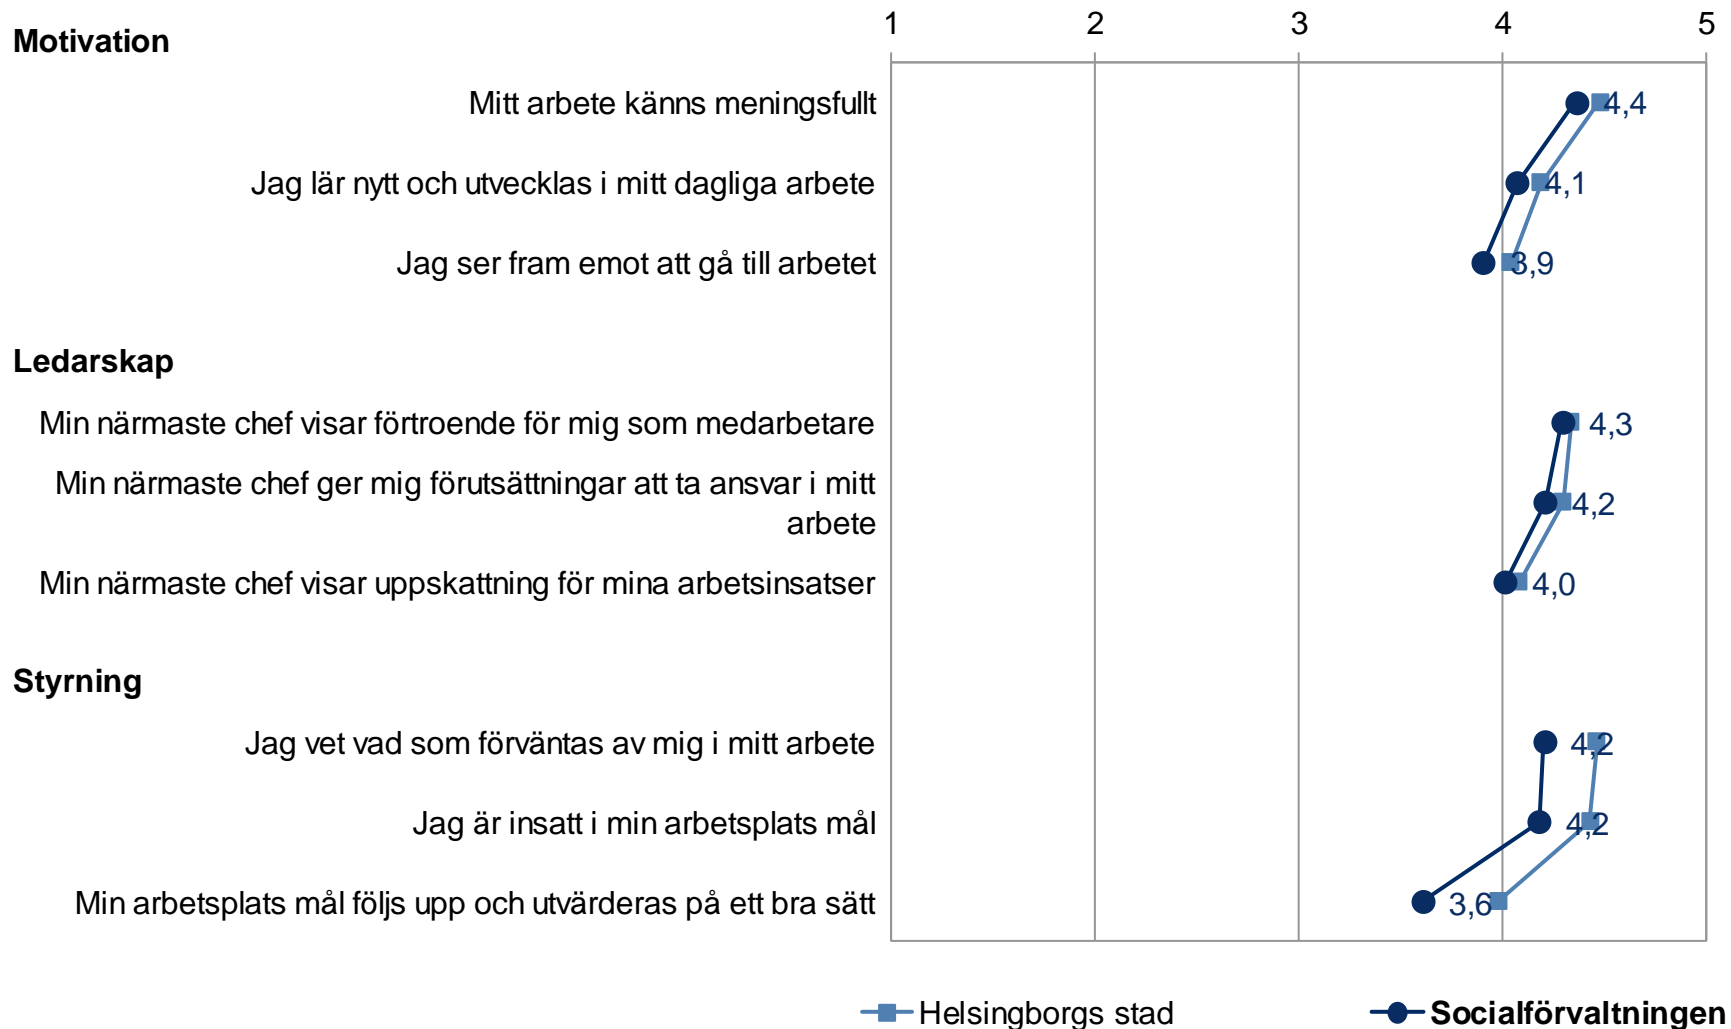 1 2 3 4 5
Motivation
Mitt arbete känns meningsfullt 4,4
Jag lär nytt och utvecklas i mitt dagliga arbete 4,1
Jag ser fram emot att gå till arbetet 3,9
Ledarskap
Min närmaste chef visar förtroende för mig som medarbetare 4,3
Min närmaste chef ger mig förutsättningar att ta ansvar i mitt
arbete 4,2
Min närmaste chef visar uppskattning för mina arbetsinsatser 4,0
Styrning
Jag vet vad som förväntas av mig i mitt arbete 4,2
Jag är insatt i min arbetsplats mål 4,2
Min arbetsplats mål följs upp och utvärderas på ett bra sätt 3,6
Helsingborgs stad Socialförvaltningen